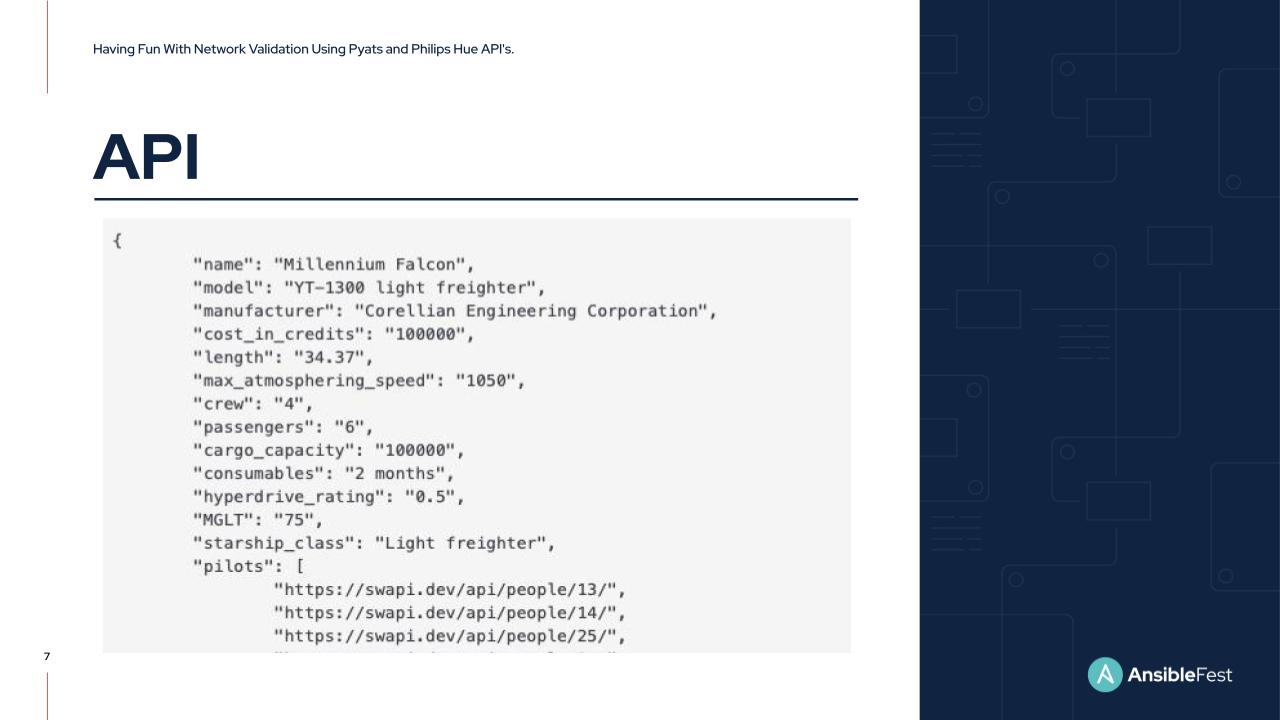 Having Fun With Network Validation Using Pyats and Philips Hue API's.
API
{
"name": "Millennium Falcon",
"model": "YT-1300 light freighter",
"manufacturer": "Corellian Engineering Corporation",
"cost_in_credits": "100000",
"length": "34.37",
"max_atmosphering_speed": "1050",
"crew": "4",
"passengers": "6",
"cargo_capacity": "100000",
"consumables": "2 months",
"hyperdrive_rating": "0.5",
"MGLT": "75",
"starship_class": "Light freighter",
"pilots": [
"https://swapi.dev/api/people/13/",
"https://swapi.dev/api/people/14/",
"https://swapi.dev/api/people/25/",
7
AnsibleFest